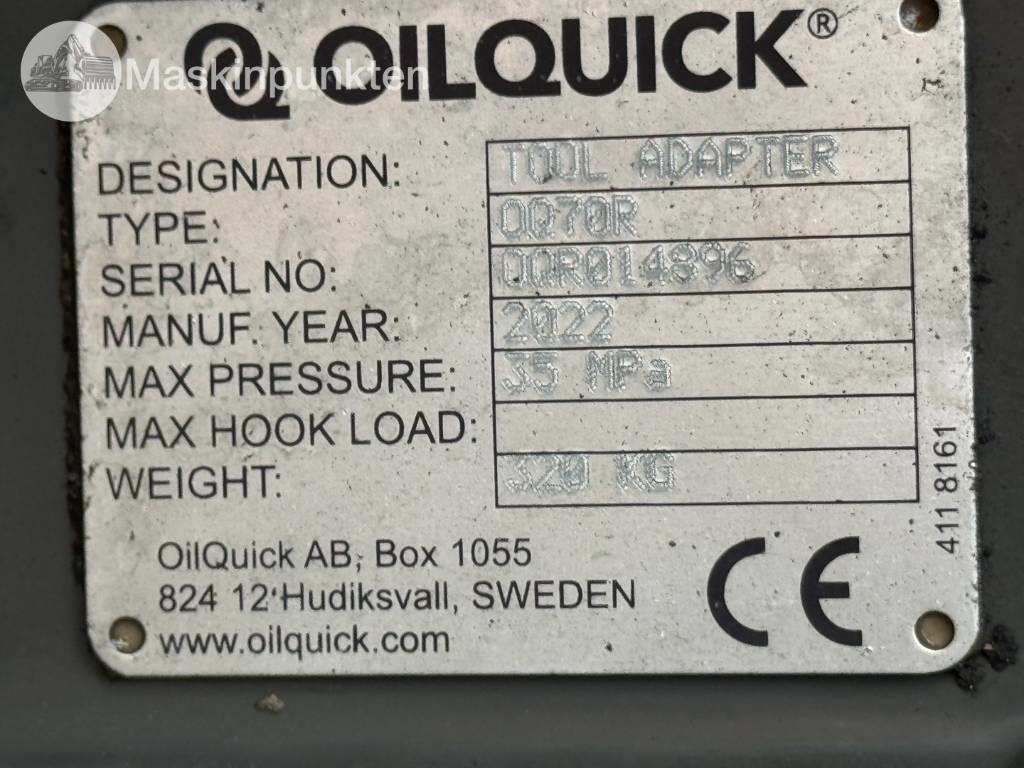 Maskinpunkten
OILQUICK®
DESIGNATION: TOOL ADAPTER
TYPE: OQ70R
SERIAL NO: OQR014896
MANUF. YEAR: 2022
MAX PRESSURE: 35 MPa
MAX HOOK LOAD:
WEIGHT: 320 KG
411 8161
OilQuick AB, Box 1055
824 12 Hudiksvall, SWEDEN
www.oilquick.com
CE